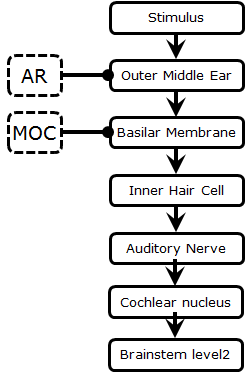 Stimulus
AR
Outer Middle Ear
MOC
Basilar Membrane
Inner Hair Cell
Auditory Nerve
Cochlear nucleus
Brainstem level2